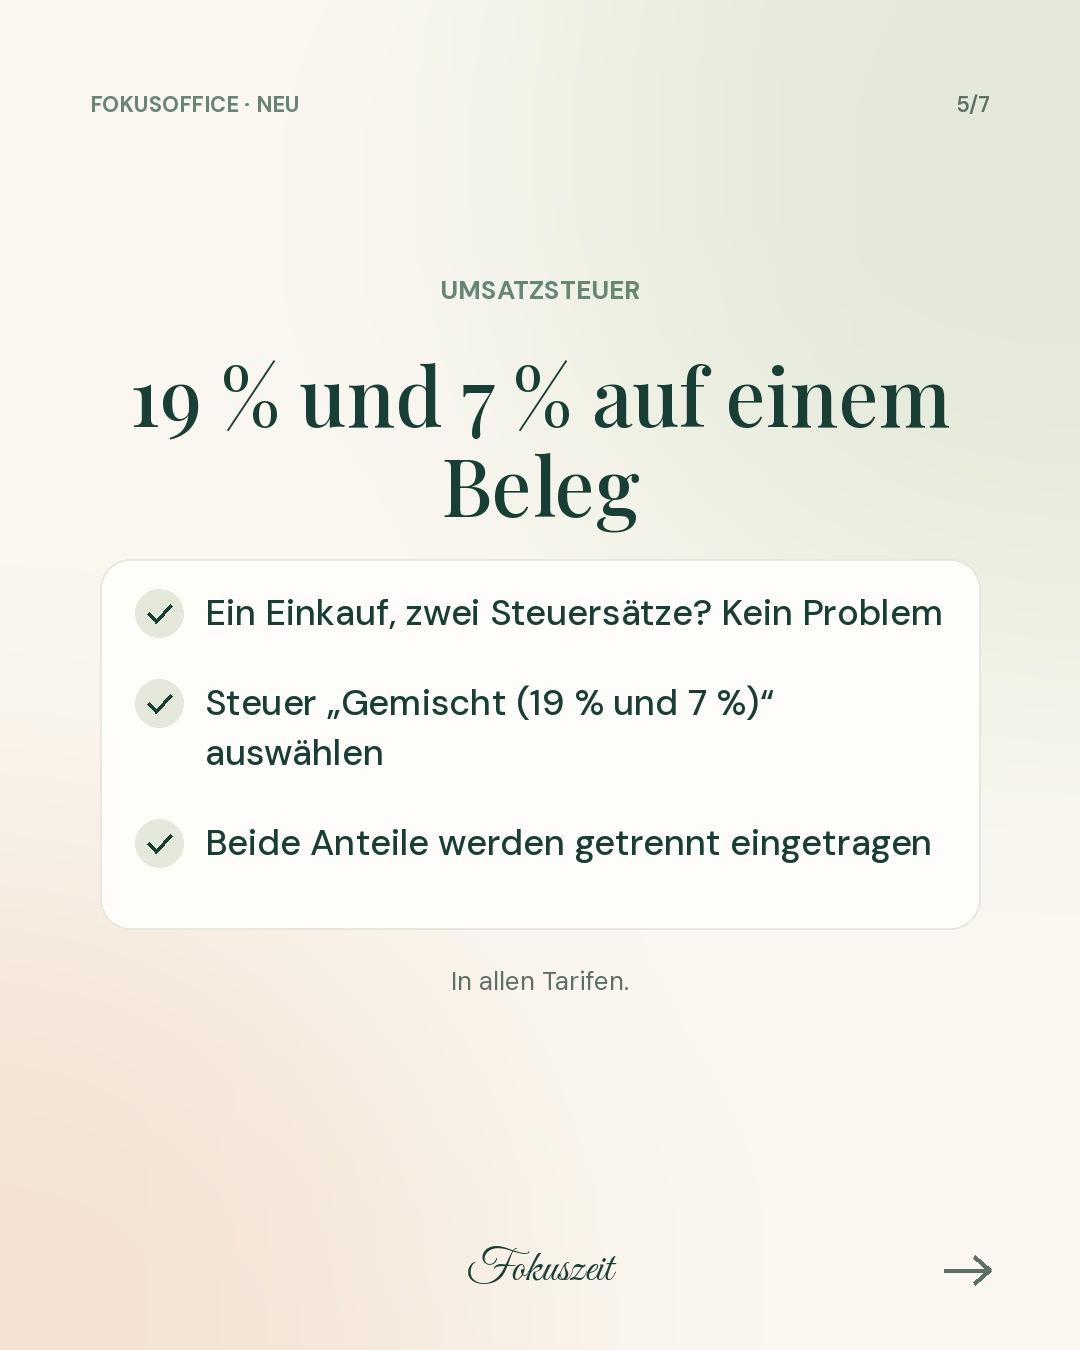 FOKUSOFFICE · NEU
5/7
UMSATZSTEUER
19 % und 7 % auf einem
Beleg
Ein Einkauf, zwei Steuersätze? Kein Problem
Steuer „Gemischt (19 % und 7 %)“
auswählen
Beide Anteile werden getrennt eingetragen
In allen Tarifen.
Fokuszeit